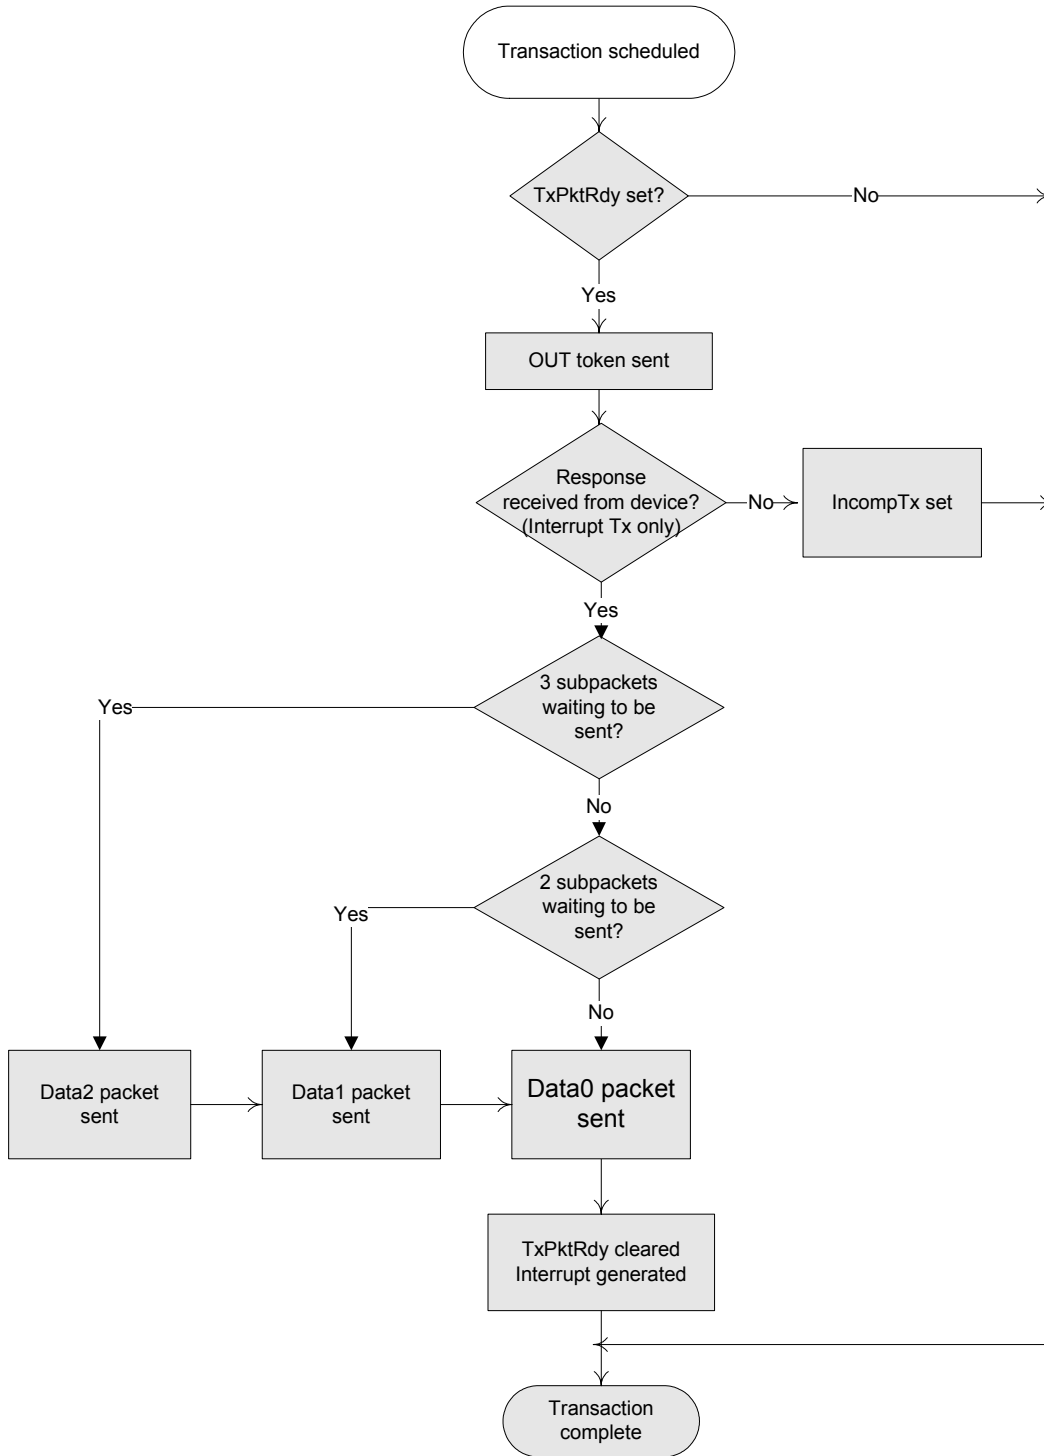 Transaction scheduled
TxPktRdy set?
No
Yes
OUT token sent
Response
received from device?
(Interrupt Tx only)
No
IncompTx set
Yes
3 subpackets
waiting to be
sent?
Yes
No
2 subpackets
waiting to be
sent?
Yes
No
Data2 packet
sent
Data1 packet
sent
Data0 packet
sent
TxPktRdy cleared
Interrupt generated
Transaction
complete